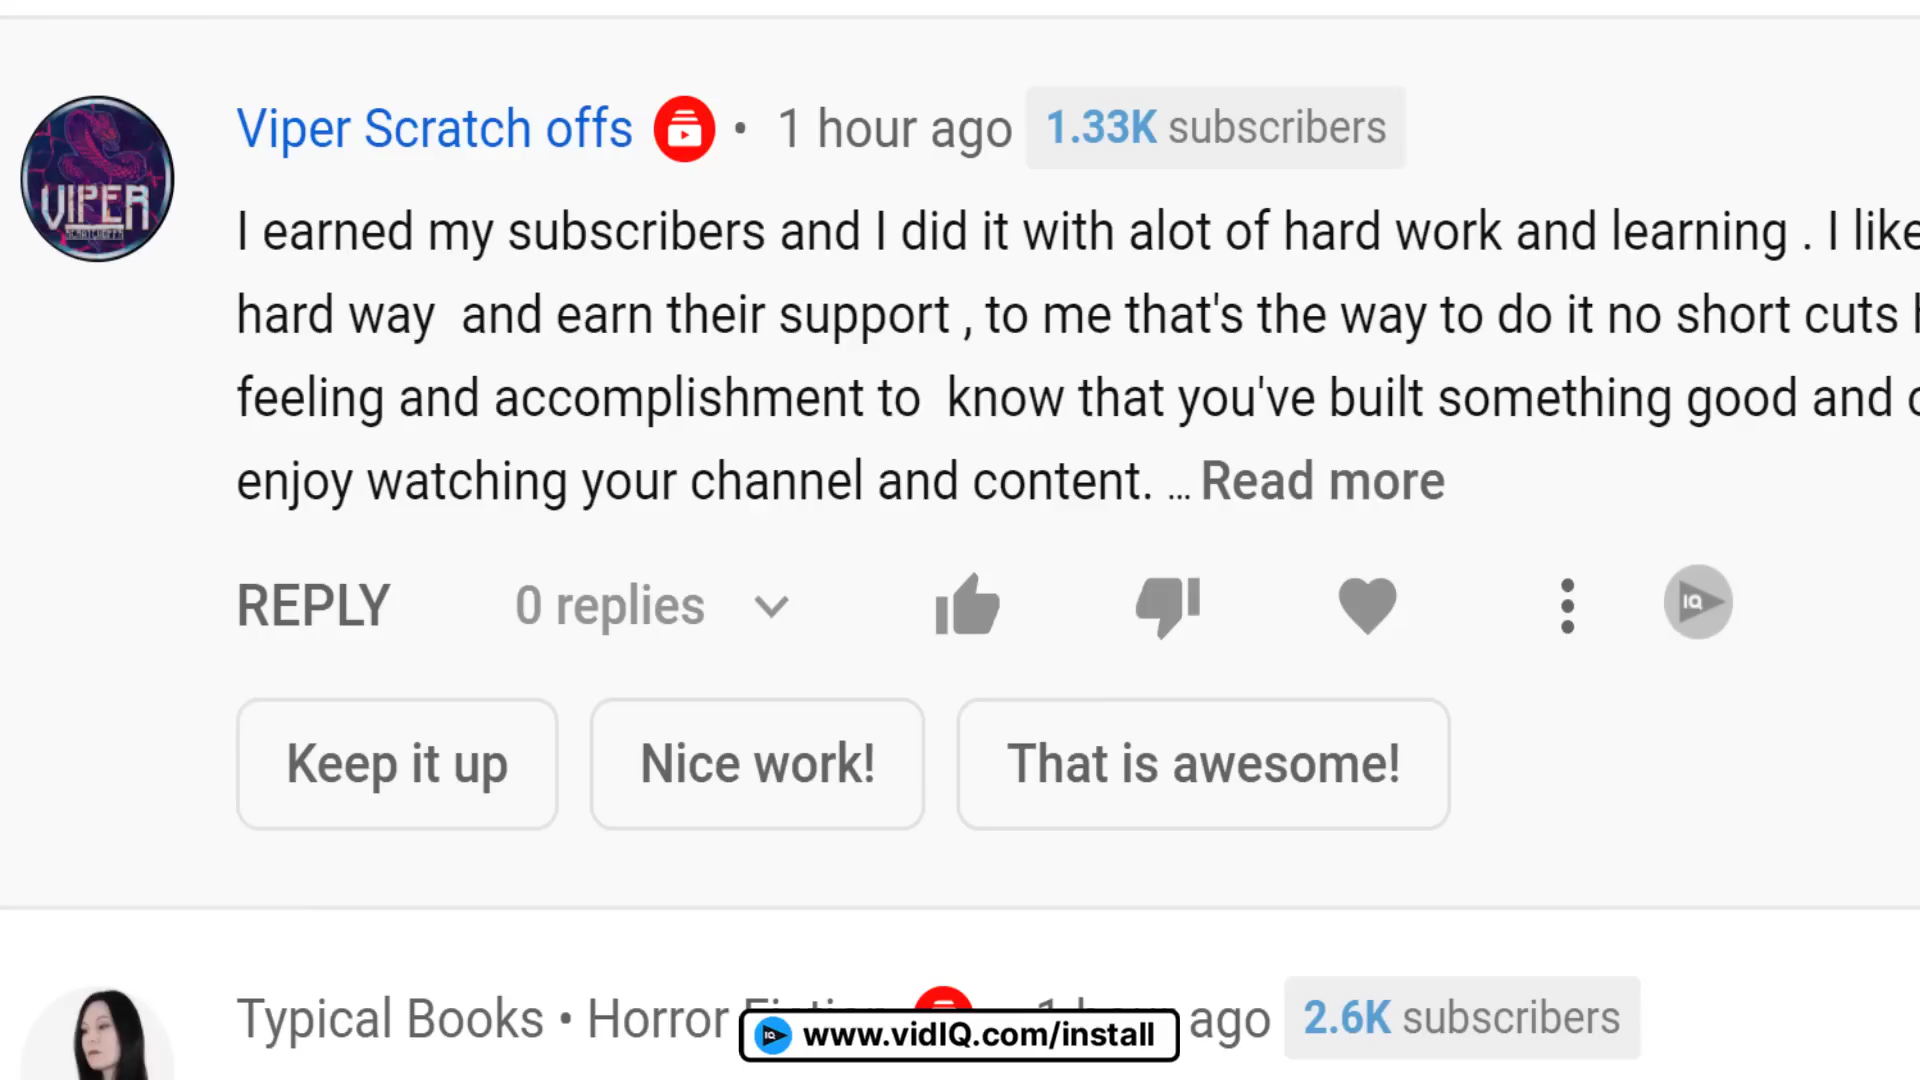 Viper Scratch offs • 1 hour ago 1.33K subscribers
VIPER
I earned my subscribers and I did it with alot of hard work and learning . I like
hard way and earn their support , to me that's the way to do it no short cuts
feeling and accomplishment to know that you've built something good and
enjoy watching your channel and content. ... Read more
REPLY 0 replies
IQ
Keep it up Nice work! That is awesome!
Typical Books • Horror ago 2.6K subscribers
IQ www.vidIQ.com/install